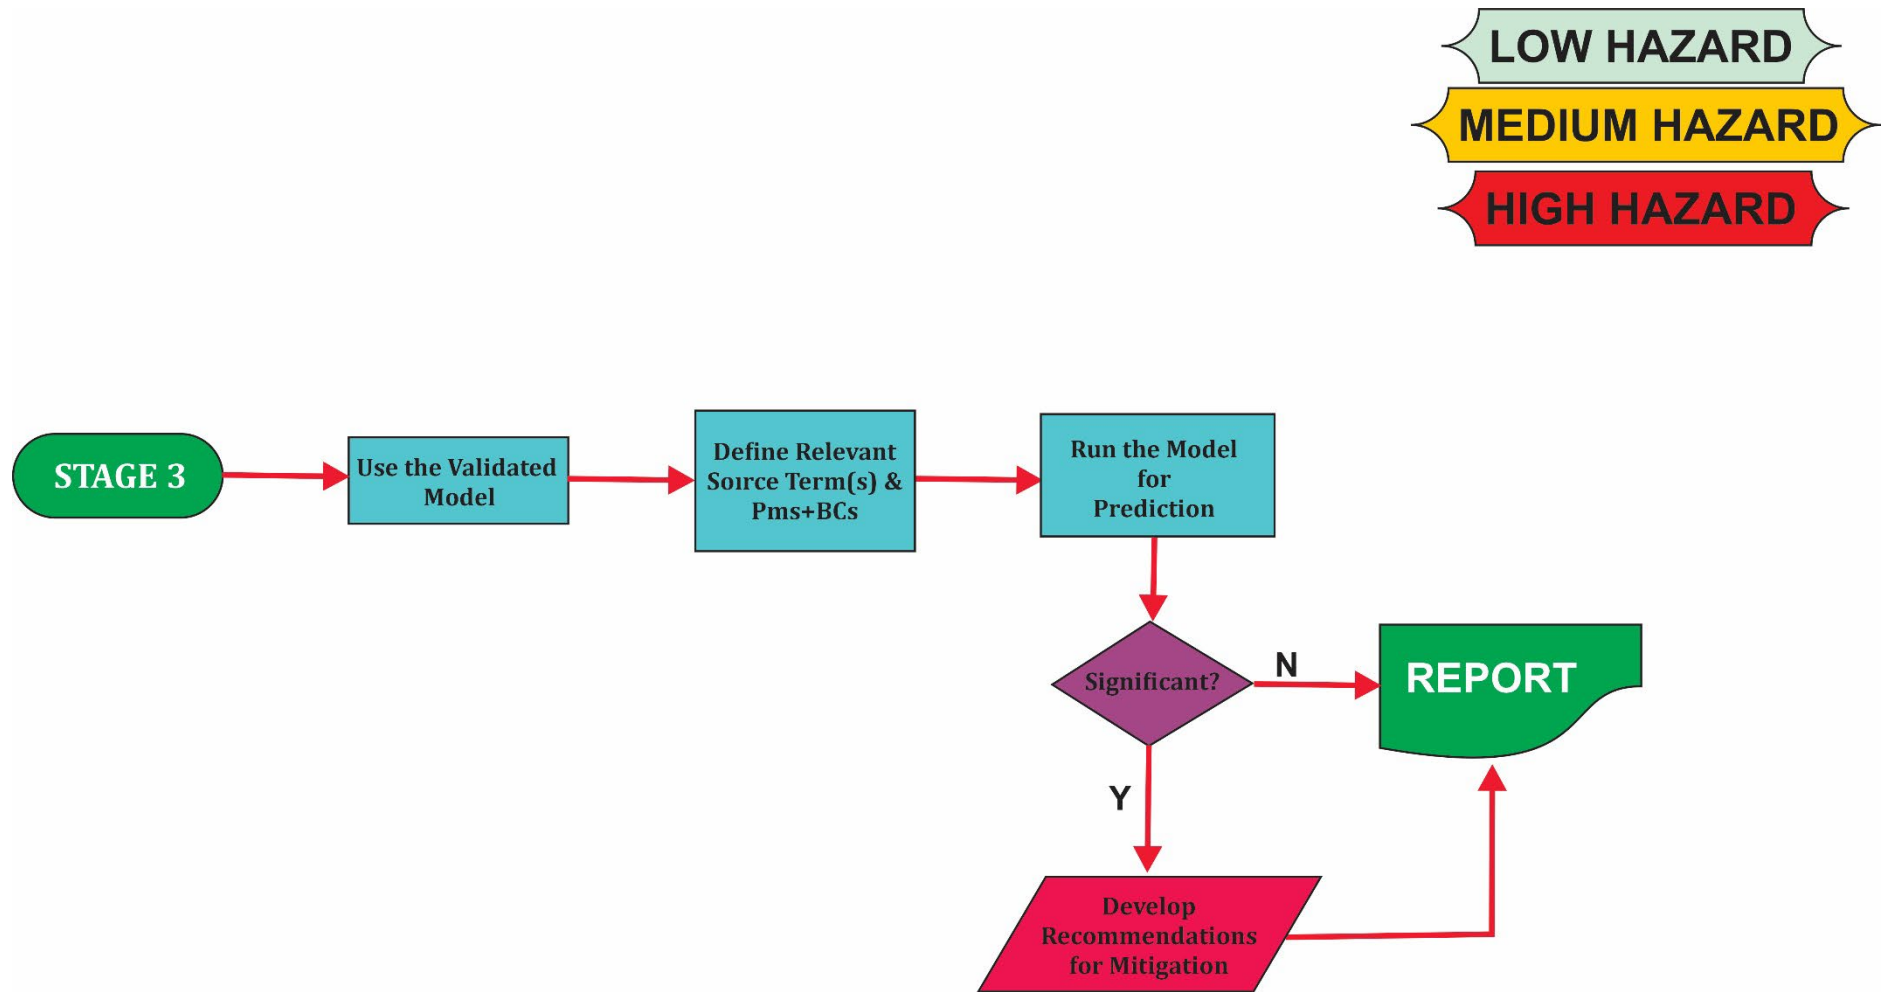 LOW HAZARD
MEDIUM HAZARD
HIGH HAZARD
STAGE 3
Use the Validated
Model
Define Relevant
Soırce Term(s) &
Pms+BCs
Run the Model
for
Prediction
Significant?
N
REPORT
Y
Develop
Recommendations
for Mitigation